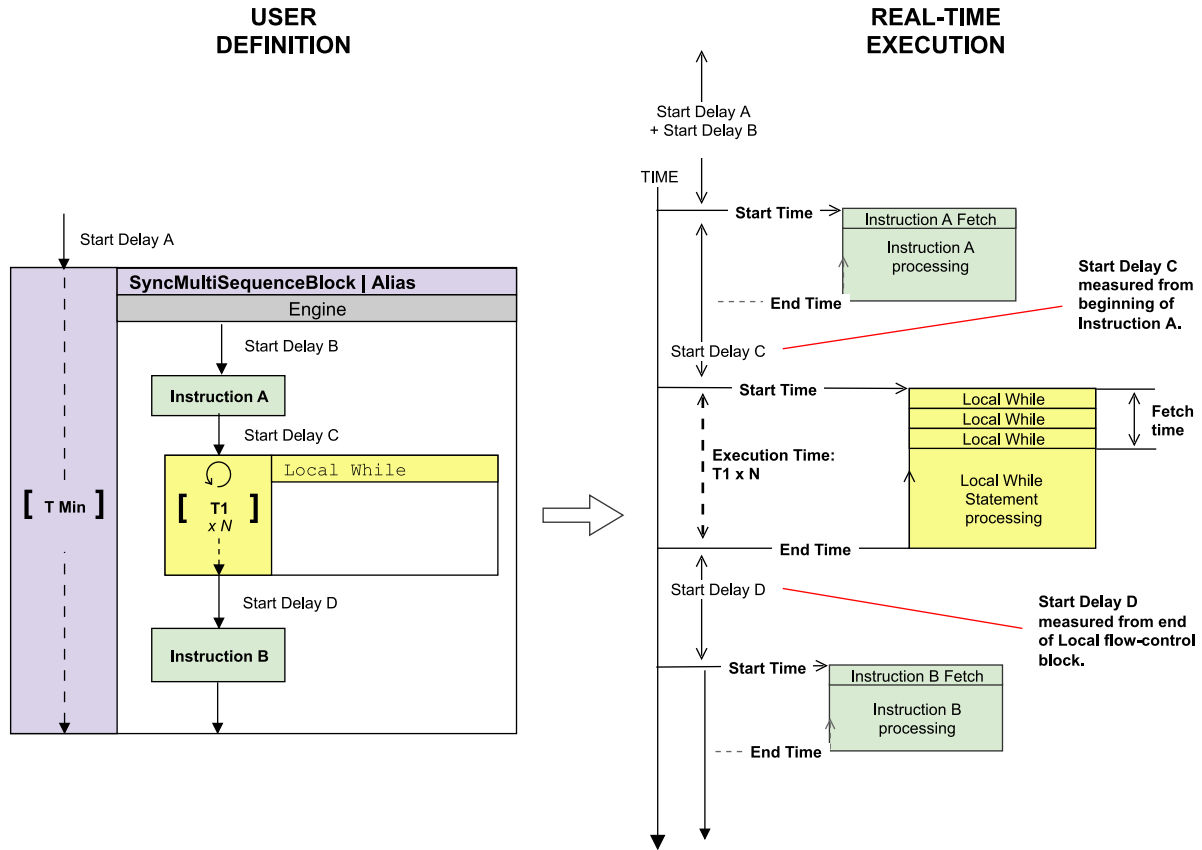 USER
DEFINITION
Start Delay A
SyncMultiSequenceBlock | Alias
Engine
Start Delay B
Instruction A
Start Delay C
Local While
[ T1 ]
x N
[ T Min ]
Start Delay D
Instruction B
REAL-TIME
EXECUTION
Start Delay A
+ Start Delay B
TIME
Start Time
Instruction A Fetch
Instruction A
processing
End Time
Start Delay C
measured from
beginning of
Instruction A.
Start Delay C
Start Time
Local While
Local While
Local While
Fetch
time
Execution Time:
T1 x N
Local While
Statement
processing
End Time
Start Delay D
Start Delay D
measured from end
of Local flow-control
block.
Start Time
Instruction B Fetch
Instruction B
processing
End Time